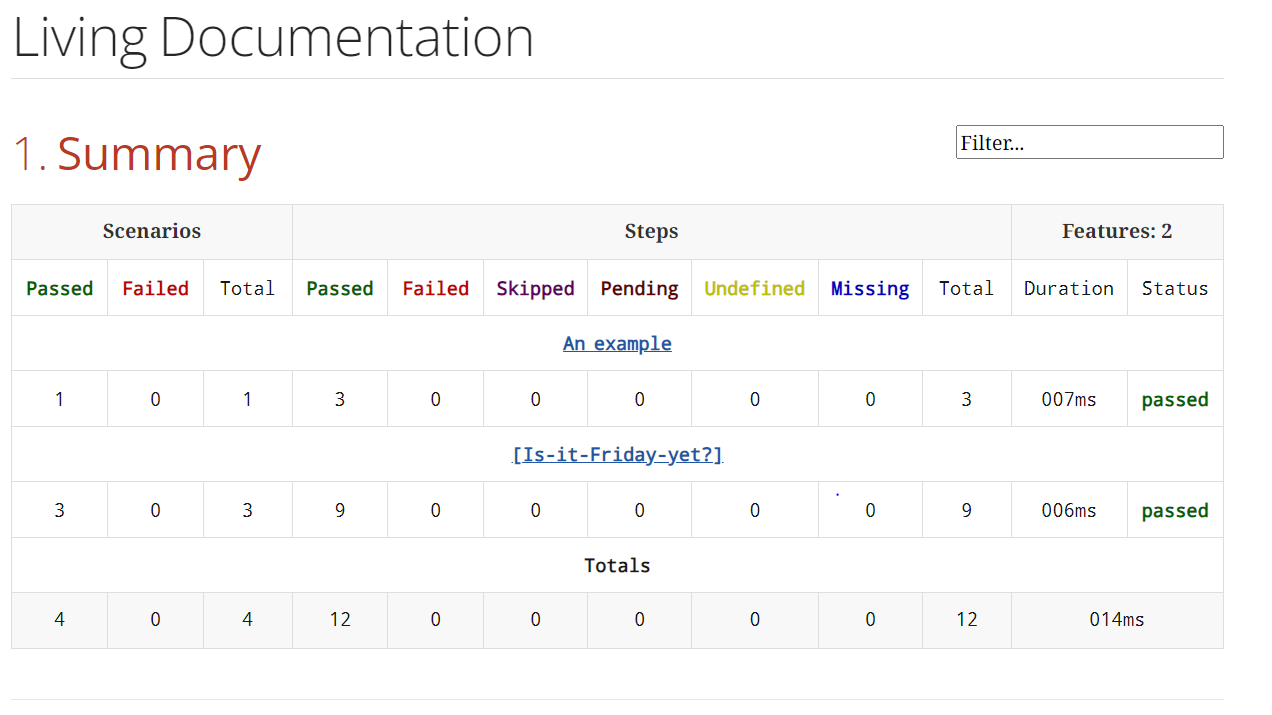 Living Documentation
1. Summary
Filter...
Scenarios Steps Features: 2
Passed Failed Total Passed Failed Skipped Pending Undefined Missing Total Duration Status
An example
1 0 1 3 0 0 0 0 0 3 007ms passed
[Is-it-Friday-yet?]
3 0 3 9 0 0 0 0 0 9 006ms passed
Totals
4 0 4 12 0 0 0 0 0 12 014ms